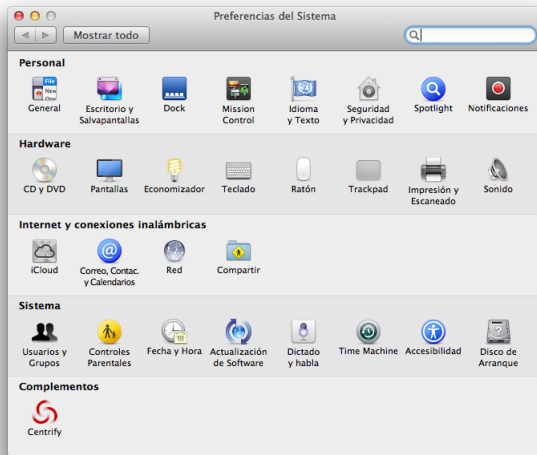 Preferencias del Sistema
Mostrar todo
Personal
File
New
General
Escritorio y
Salvapantallas
Dock
Mission
Control
Idioma
y Texto
Seguridad
y Privacidad
Spotlight
Notificaciones
Hardware
CD y DVD
Pantallas
Economizador
Teclado
Ratón
Trackpad
Impresión y
Escaneado
Sonido
Internet y conexiones inalámbricas
iCloud
Correo, Contac.
y Calendarios
Red
Compartir
Sistema
Usuarios y
Grupos
Controles
Parentales
18
Fecha y Hora
Actualización
de Software
Dictado
y habla
Time Machine
Accesibilidad
Disco de
Arranque
Complementos
Centrify